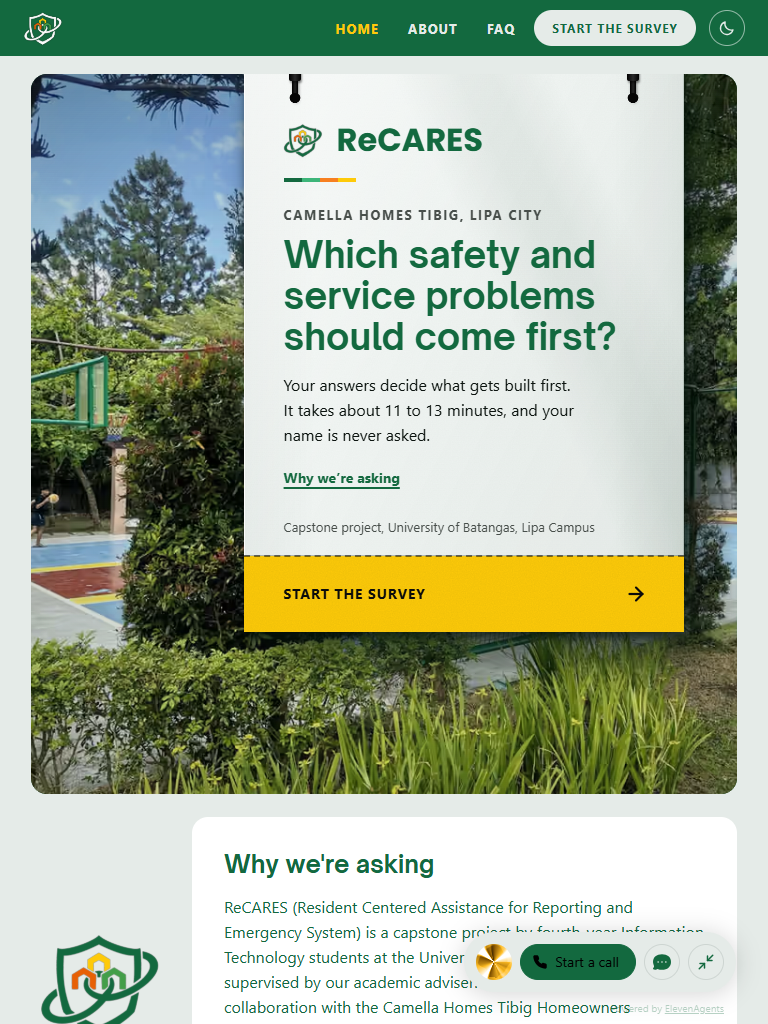 HOME
ABOUT
FAQ
START THE SURVEY
ReCARES
CAMELLA HOMES TIBIG, LIPA CITY
Which safety and
service problems
should come first?
Your answers decide what gets built first.
It takes about 11 to 13 minutes, and your
name is never asked.
Why we’re asking
Capstone project, University of Batangas, Lipa Campus
START THE SURVEY
Why we're asking
ReCARES (Resident Centered Assistance for Reporting and
Emergency System) is a capstone project by fourth-year Information
Technology students at the
supervised by our academic
collaboration with the Camella Homes Tibig Homeowners
Start a call
by ElevenAgents